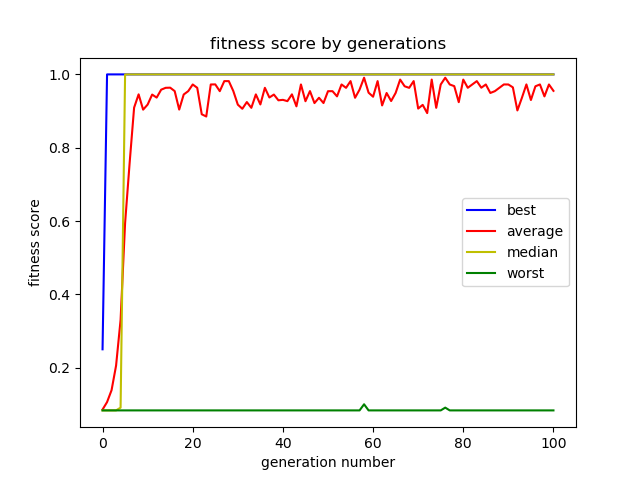 fitness score by generations
1.0
0.8
0.6
0.4
0.2
fitness score
best
average
median
worst
0 20 40 60 80 100
generation number